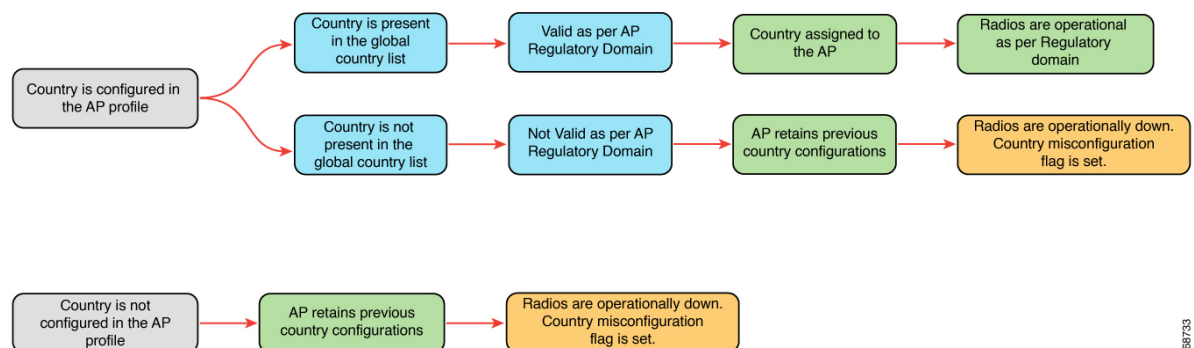 Country is present
in the global
country list
Valid as per AP
Regulatory Domain
Country assigned to
the AP
Radios are operational
as per Regulatory
domain
Country is configured in
the AP profile
Country is not
present in the
global country list
Not Valid as per AP
Regulatory Domain
AP retains previous
country configurations
Radios are operationally down.
Country misconfiguration
flag is set.
Country is not
configured in the AP
profile
AP retains previous
country configurations
Radios are operationally down.
Country misconfiguration
flag is set.